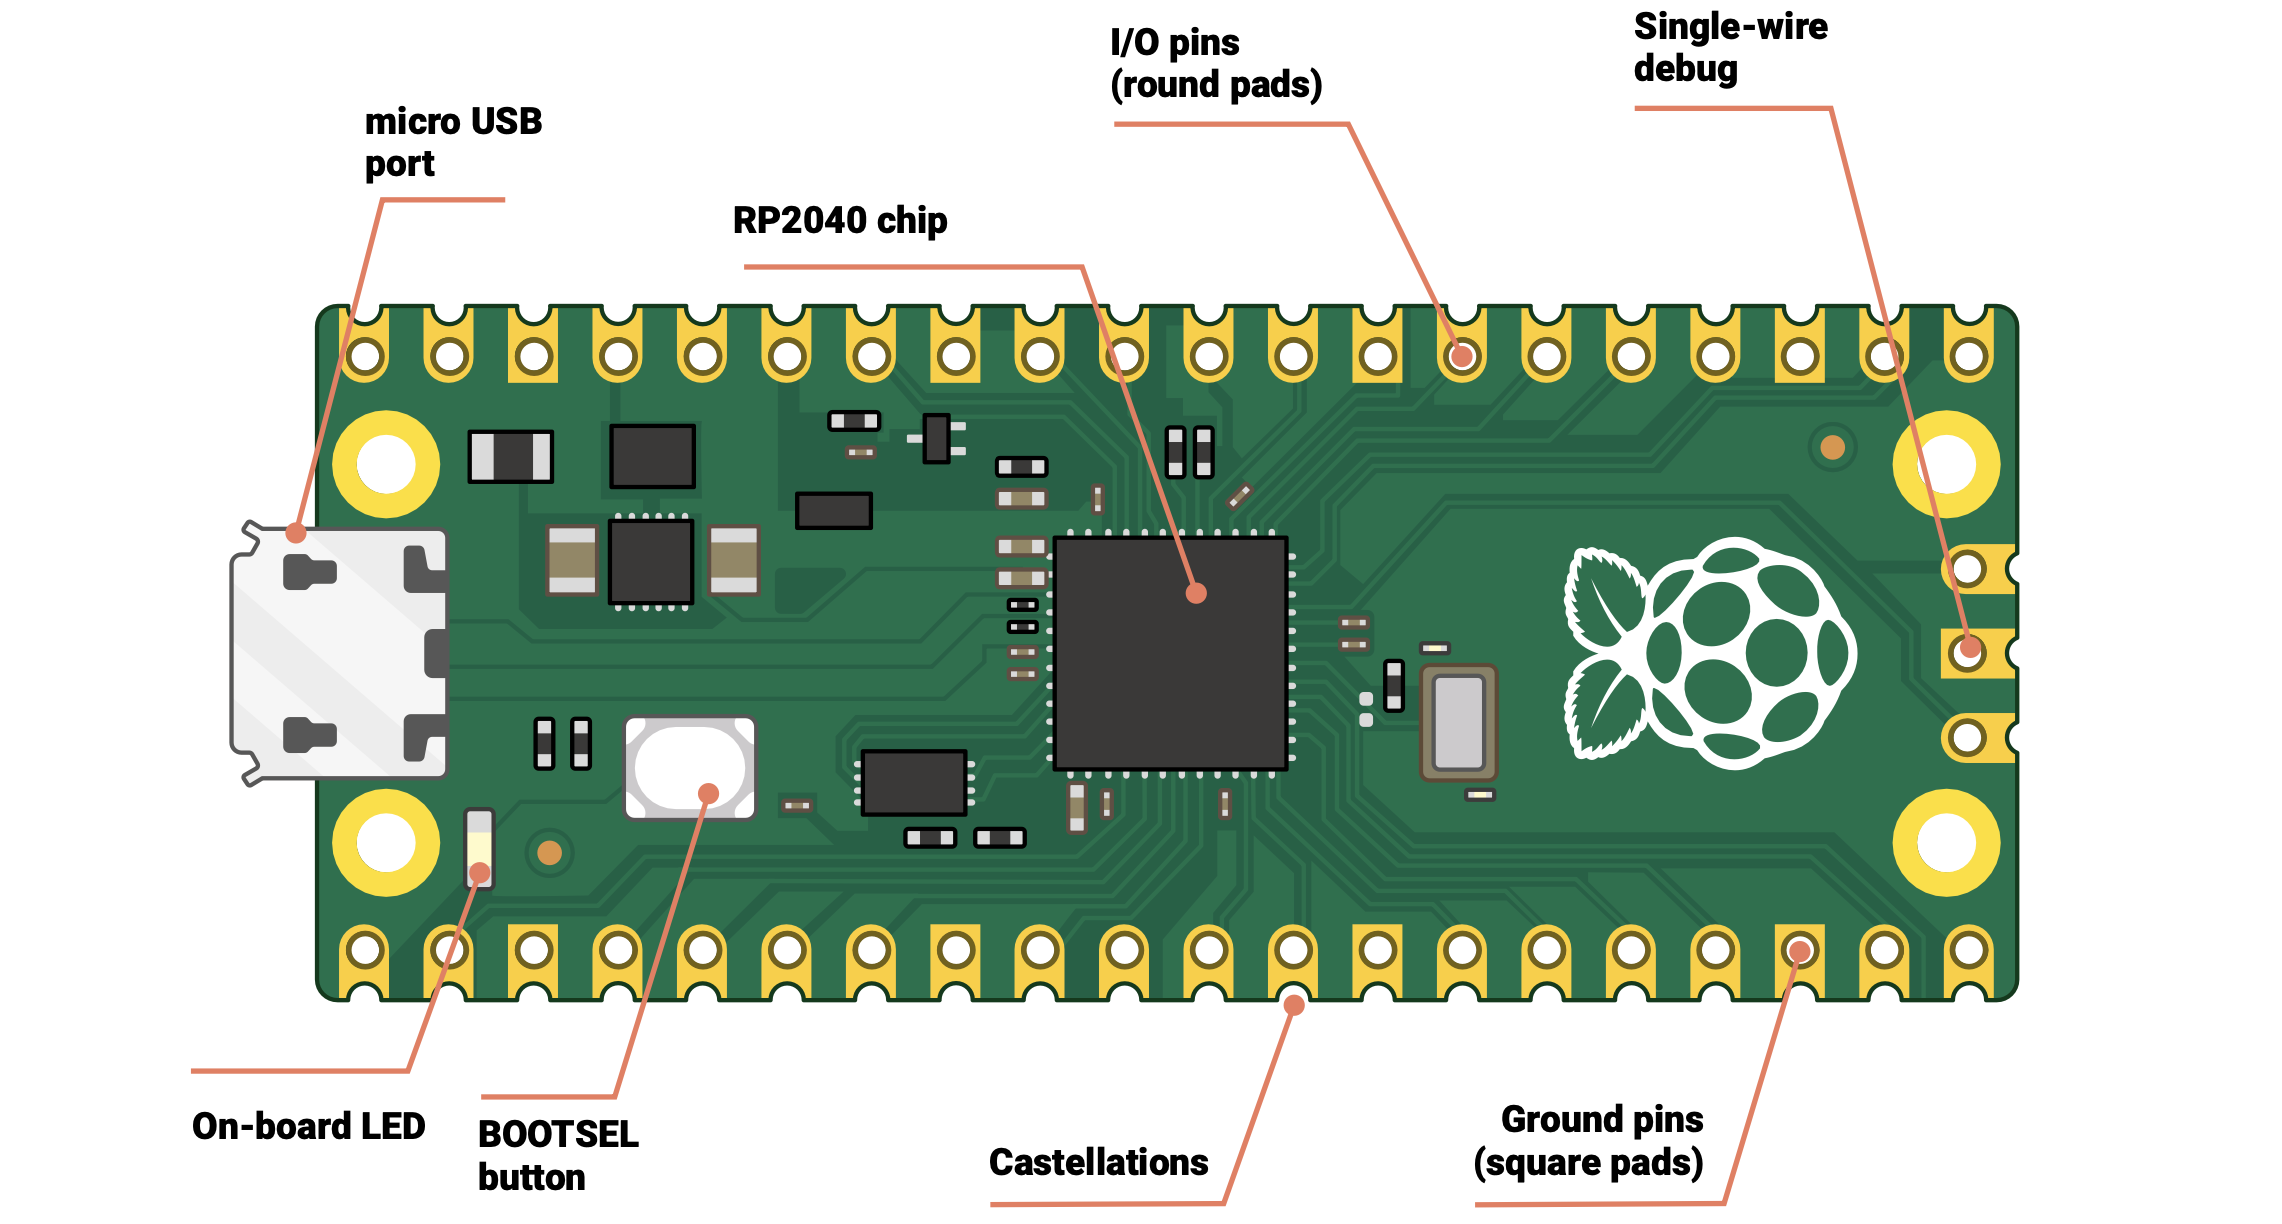 Single-wire
debug
I/O pins
(round pads)
micro USB
port
RP2040 chip
On-board LED
BOOTSEL
button
Castellations
Ground pins
(square pads)